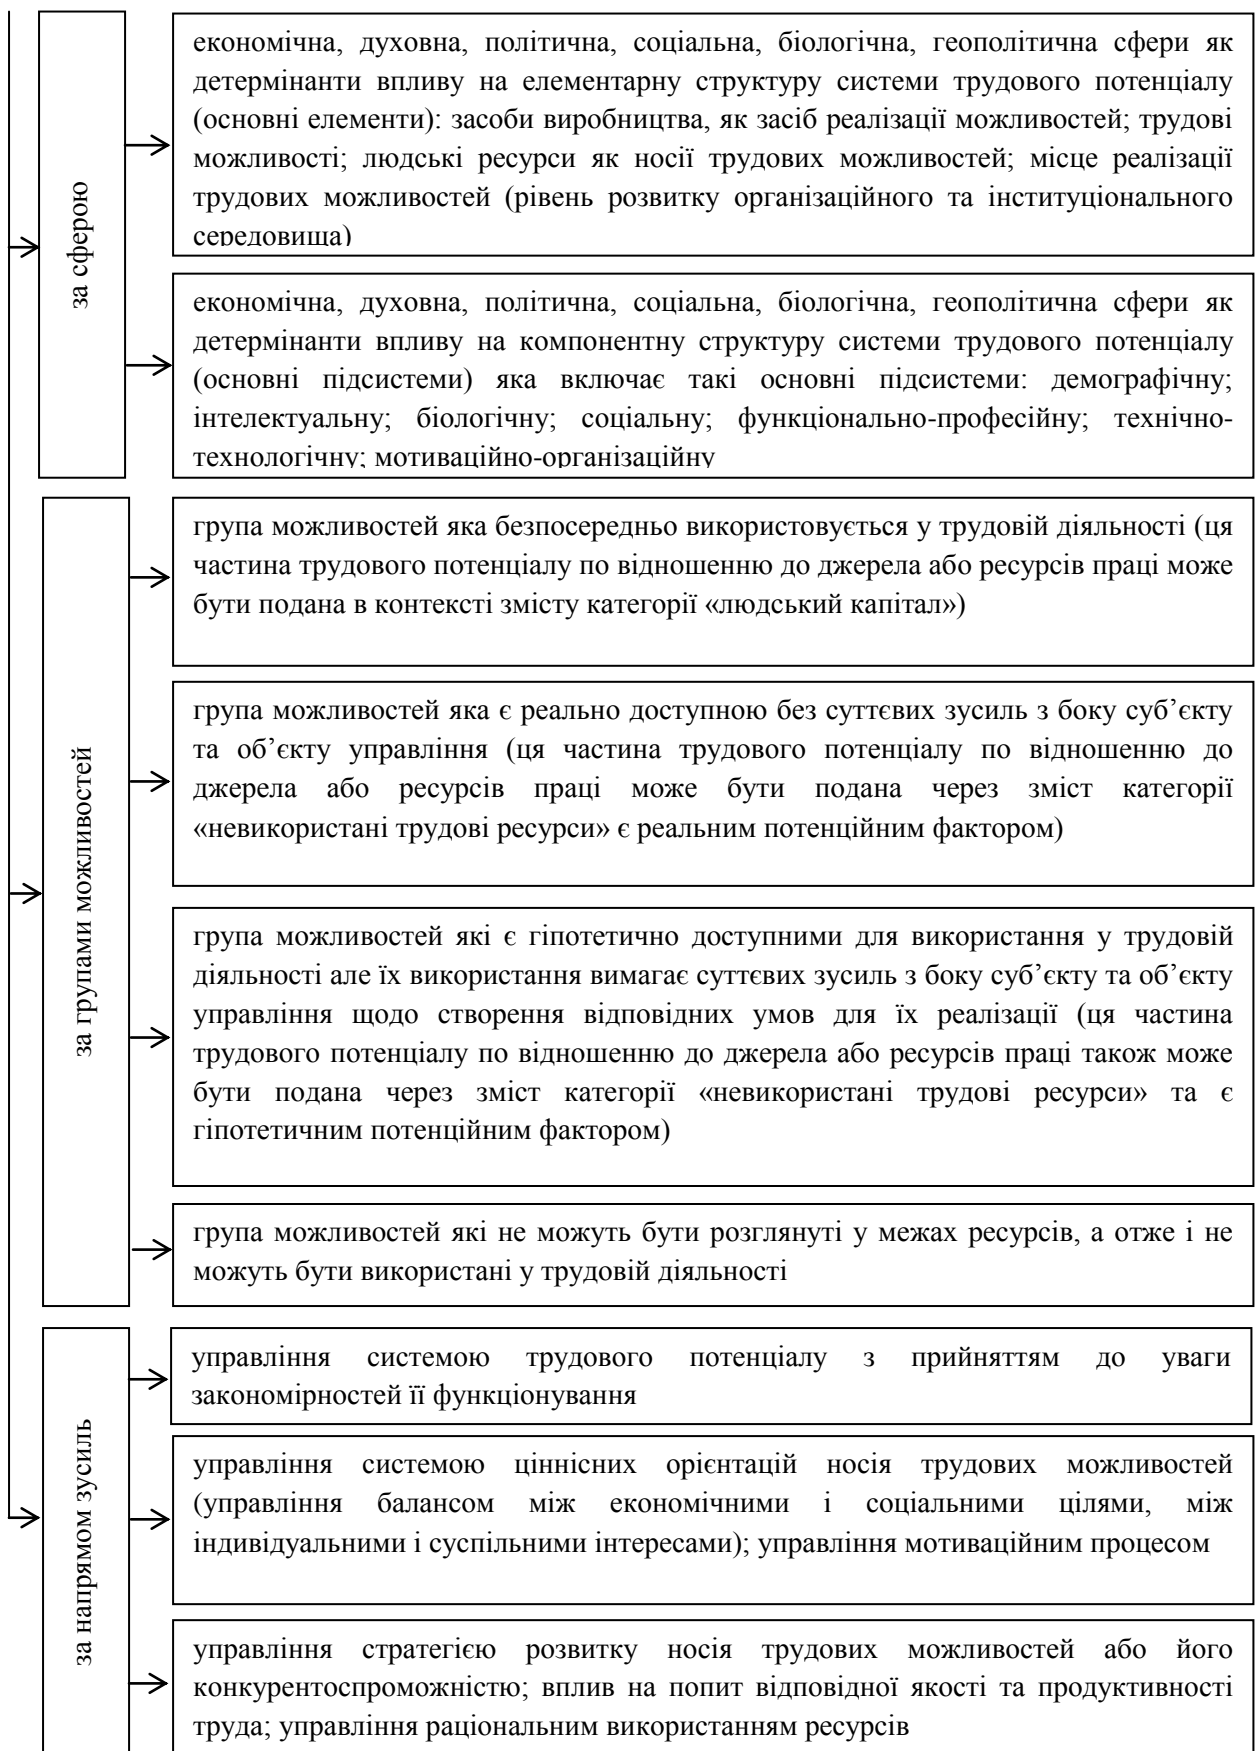 за сферою
економічна, духовна, політична, соціальна, біологічна, геополітична сфери як
детермінанти впливу на елементарну структуру системи трудового потенціалу
(основні елементи): засоби виробництва, як засіб реалізації можливостей; трудові
можливості; людські ресурси як носії трудових можливостей; місце реалізації
трудових можливостей (рівень розвитку організаційного та інституціонального
середовища)
економічна, духовна, політична, соціальна, біологічна, геополітична сфери як
детермінанти впливу на компонентну структуру системи трудового потенціалу
(основні підсистеми) яка включає такі основні підсистеми: демографічну;
інтелектуальну; біологічну; соціальну; функціонально-професійну; технічно-
технологічну; мотиваційно-організаційну
за групами можливостей
група можливостей яка безпосередньо використовується у трудовій діяльності (ця
частина трудового потенціалу по відношенню до джерела або ресурсів праці може
бути подана в контексті змісту категорії «людський капітал»)
група можливостей яка є реально доступною без суттєвих зусиль з боку суб’єкту
та об’єкту управління (ця частина трудового потенціалу по відношенню до
джерела або ресурсів праці може бути подана через зміст категорії
«невикористані трудові ресурси» є реальним потенційним фактором)
група можливостей які є гіпотетично доступними для використання у трудовій
діяльності але їх використання вимагає суттєвих зусиль з боку суб’єкту та об’єкту
управління щодо створення відповідних умов для їх реалізації (ця частина
трудового потенціалу по відношенню до джерела або ресурсів праці також може
бути подана через зміст категорії «невикористані трудові ресурси» та є
гіпотетичним потенційним фактором)
група можливостей які не можуть бути розглянуті у межах ресурсів, а отже і не
можуть бути використані у трудовій діяльності
за напрямом зусиль
управління системою трудового потенціалу з прийняттям до уваги
закономірностей її функціонування
управління системою ціннісних орієнтацій носія трудових можливостей
(управління балансом між економічними і соціальними цілями, між
індивідуальними і суспільними інтересами); управління мотиваційним процесом
управління стратегією розвитку носія трудових можливостей або його
конкурентоспроможністю; вплив на попит відповідної якості та продуктивності
труда; управління раціональним використанням ресурсів